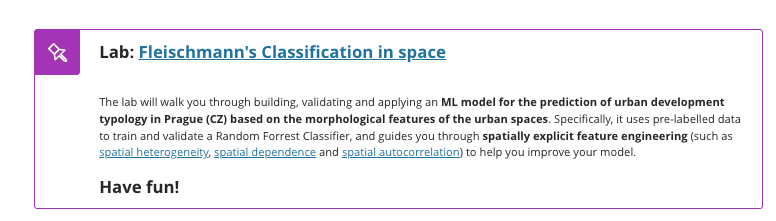 Lab: Fleischmann's Classification in space
The lab will walk you through building, validating and applying an ML model for the prediction of urban development
typology in Prague (CZ) based on the morphological features of the urban spaces. Specifically, it uses pre-labelled data
to train and validate a Random Forrest Classifier, and guides you through spatially explicit feature engineering (such as
spatial heterogeneity, spatial dependence and spatial autocorrelation) to help you improve your model.
Have fun!